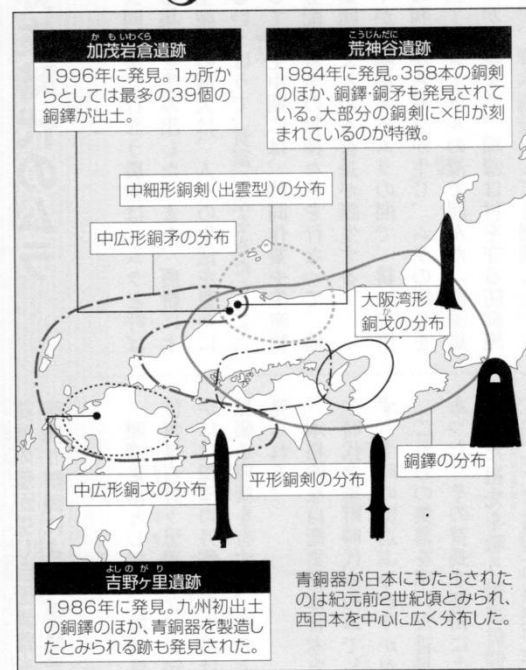 かもいわくら
加茂岩倉遺跡
1996年に発見。1ヵ所か
らとしては最多の39個の
銅鐸が出土。
こうじんだに
荒神谷遺跡
1984年に発見。358本の銅剣
のほか、銅鐸・銅矛も発見されて
いる。大部分の銅剣に×印が刻
まれているのが特徴。
中細形銅剣(出雲型)の分布
中広形銅矛の分布
大阪湾形
か
銅戈の分布
銅鐸の分布
平形銅剣の分布
中広形銅戈の分布
よしのがり
吉野ヶ里遺跡
1986年に発見。九州初出土
の銅鐸のほか、青銅器を製造し
たとみられる跡も発見された。
青銅器が日本にもたらされた
のは紀元前2世紀頃とみられ、
西日本を中心に広く分布した。